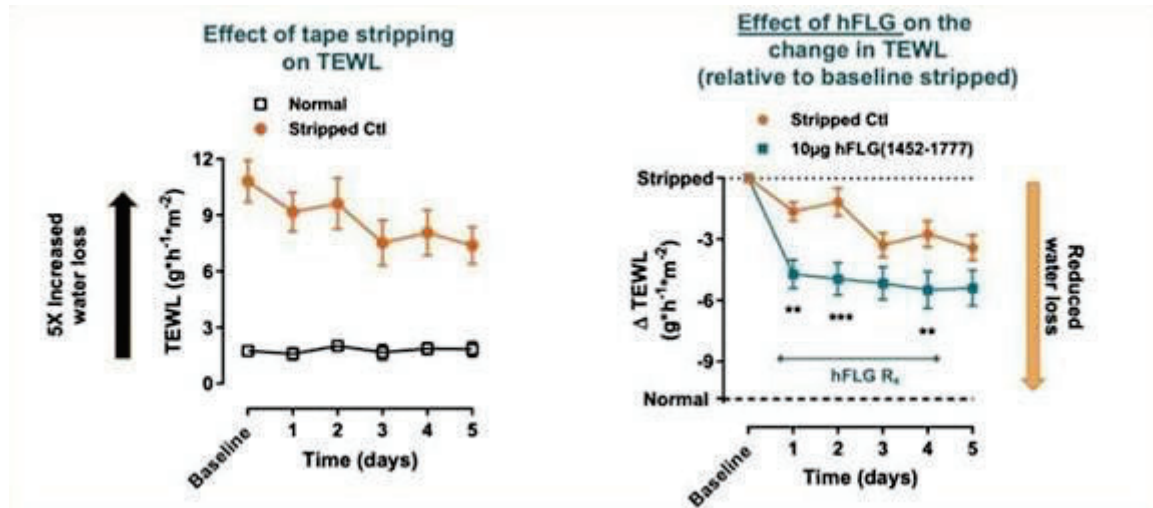 Effect of tape stripping
on TEWL
Normal
Stripped Ctl
5X Increased
water loss
TEWL (g*h-1*m-2)
12
9
6
3
0
Baseline
1
2
3
4
5
Time (days)
Effect of hFLG on the
change in TEWL
(relative to baseline stripped)
Stripped Ctl
10µg hFLG(1452-1777)
Δ TEWL
(g*h-1*m-2)
Stripped
-3
-6
-9
Normal
**
***
**
hFLG Rx
Reduced
water loss
Baseline
1
2
3
4
5
Time (days)